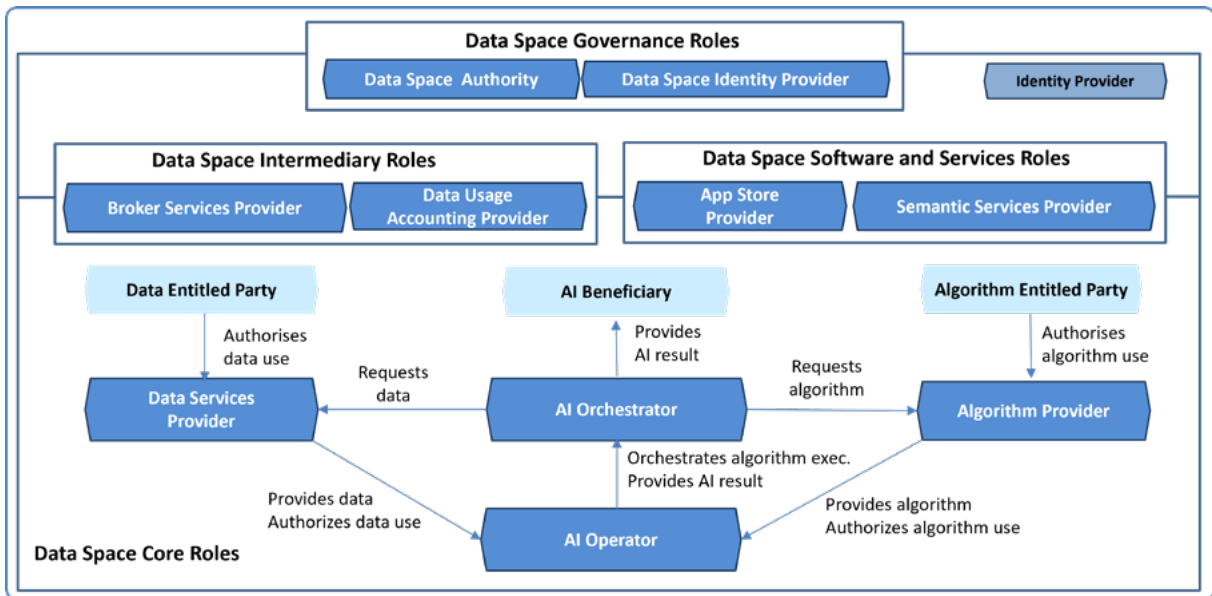 Data Space Governance Roles
Data Space Authority
Data Space Identity Provider
Identity Provider
Data Space Intermediary Roles
Broker Services Provider
Data Usage
Accounting Provider
Data Space Software and Services Roles
App Store
Provider
Semantic Services Provider
Data Entitled Party
AI Beneficiary
Algorithm Entitled Party
Authorises
data use
Provides
AI result
Authorises
algorithm use
Data Services
Provider
Requests
data
AI Orchestrator
Requests
algorithm
Algorithm Provider
Orchestrates algorithm exec.
Provides AI result
Provides data
Authorizes data use
Provides algorithm
Authorizes algorithm use
AI Operator
Data Space Core Roles